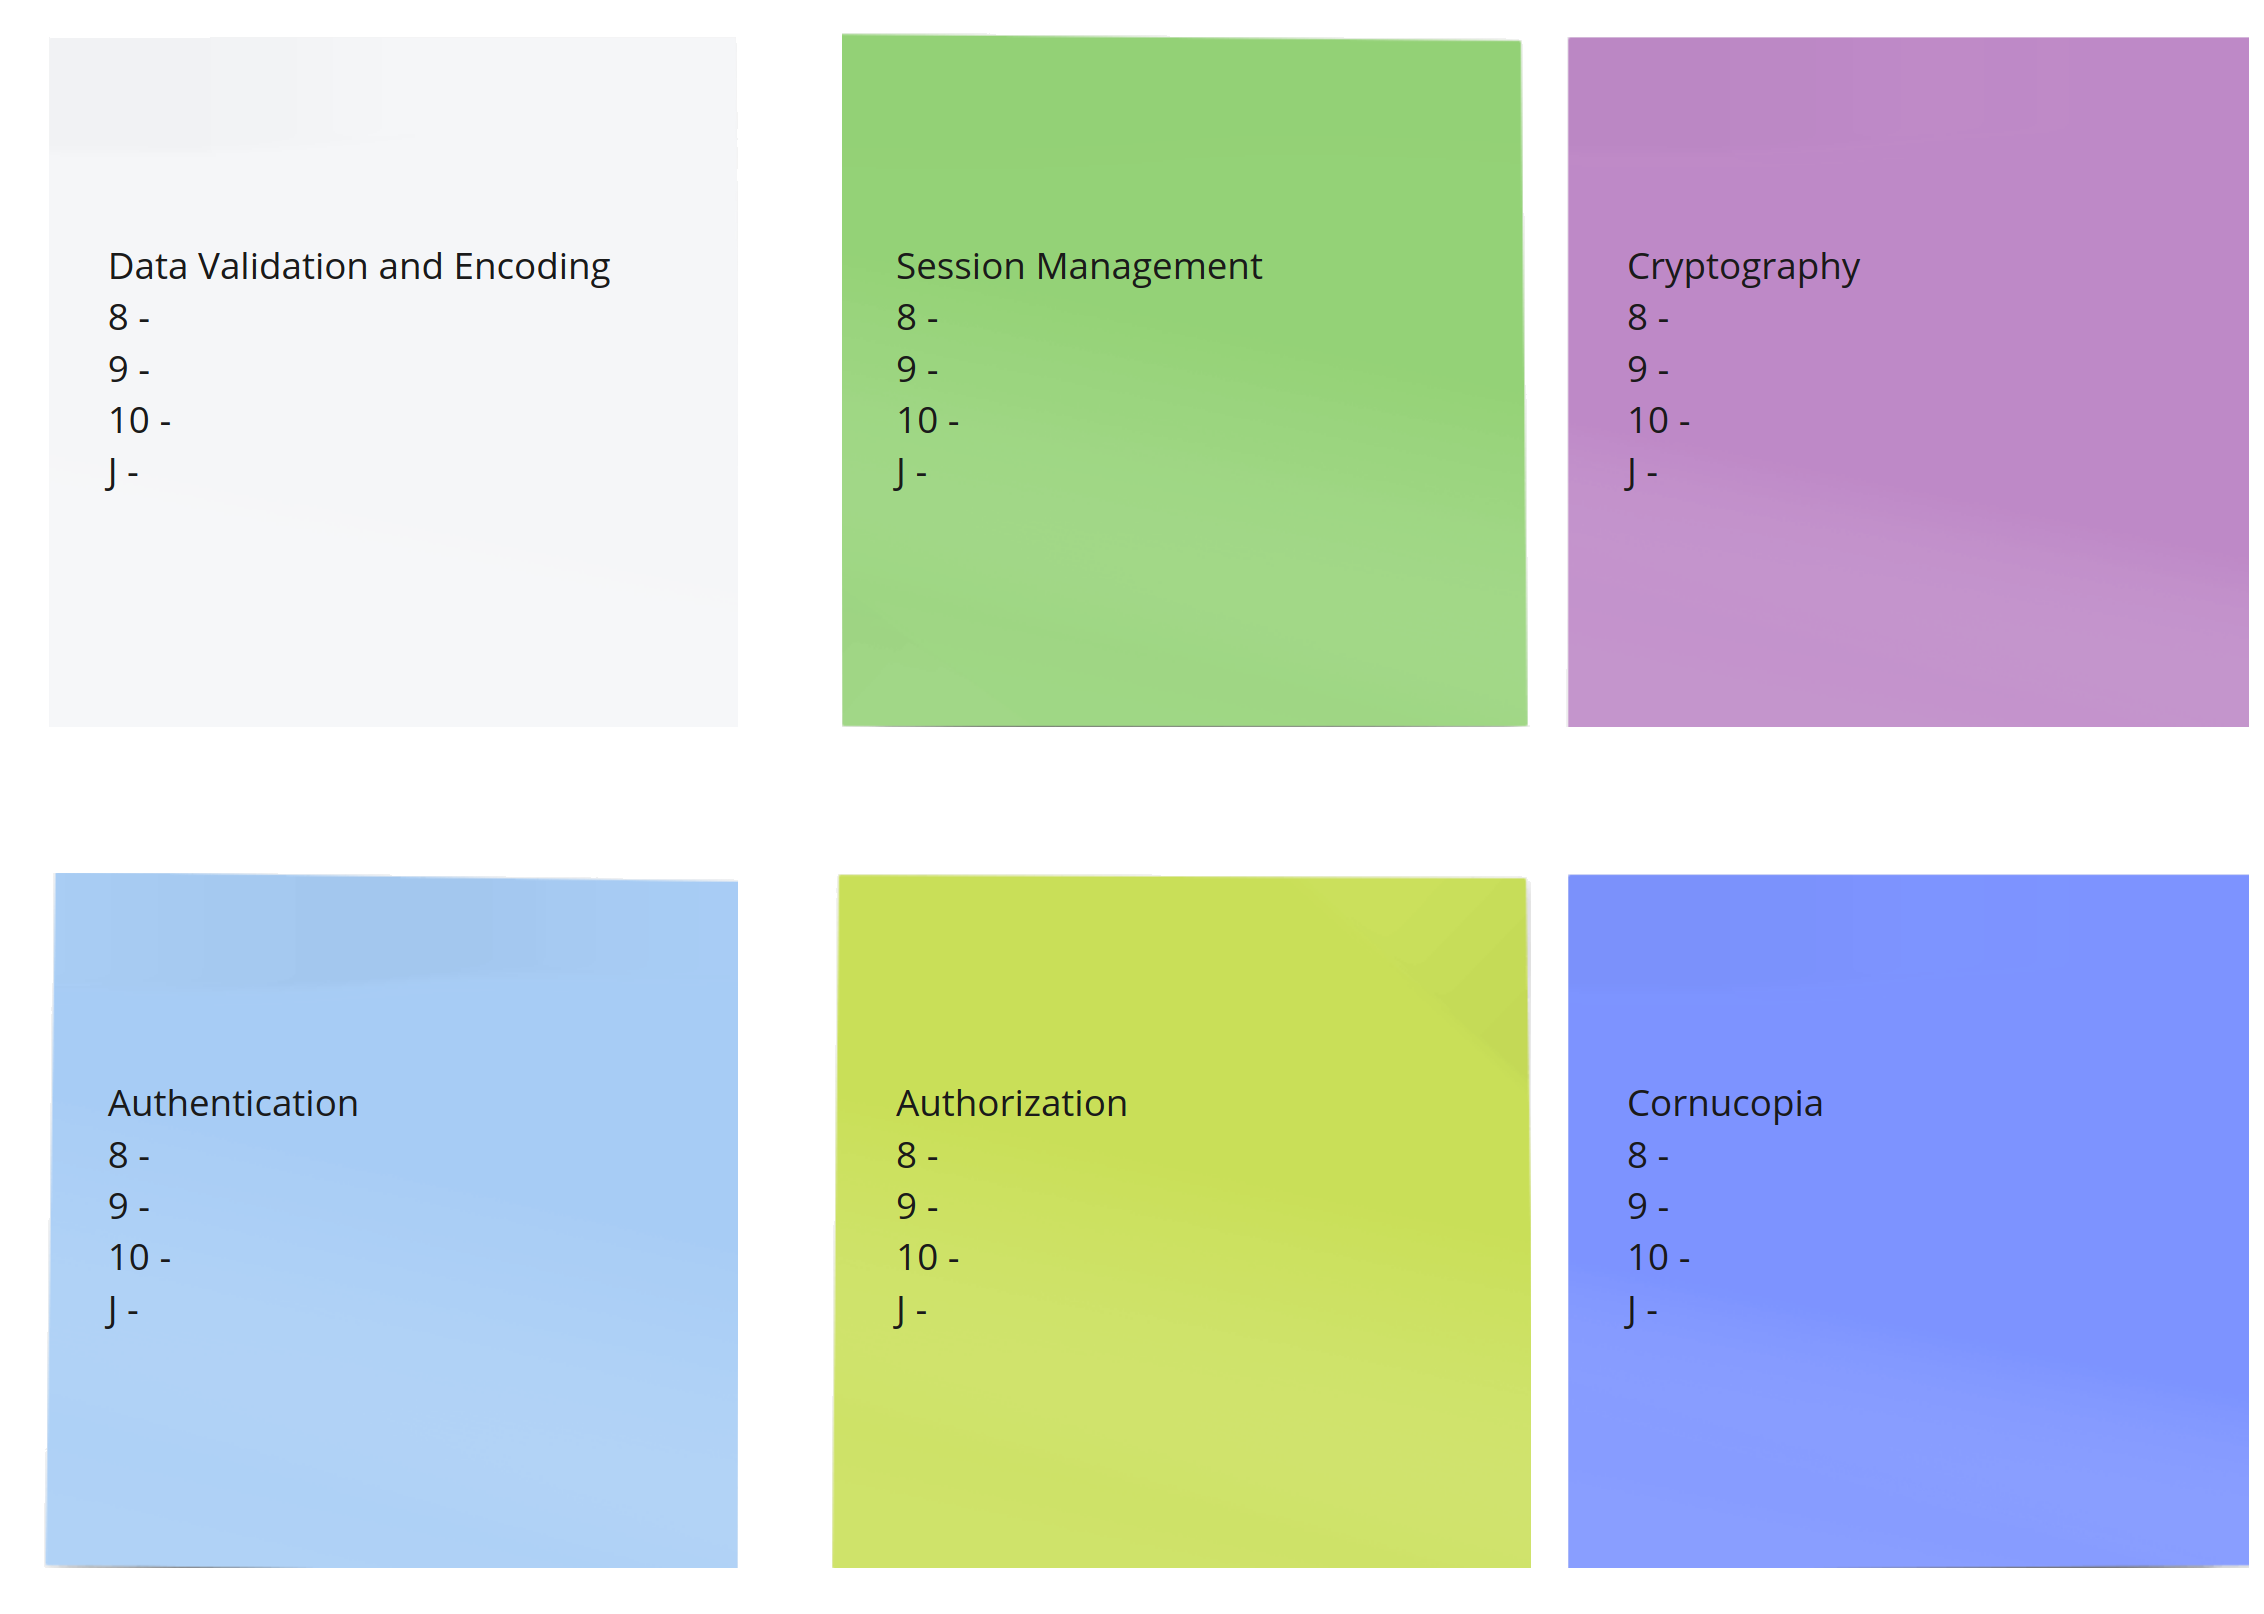 Data Validation and Encoding
8 -
9 -
10 -
J -
Session Management
8 -
9 -
10 -
J -
Cryptography
8 -
9 -
10 -
J -
Authentication
8 -
9 -
10 -
J -
Authorization
8 -
9 -
10 -
J -
Cornucopia
8 -
9 -
10 -
J -